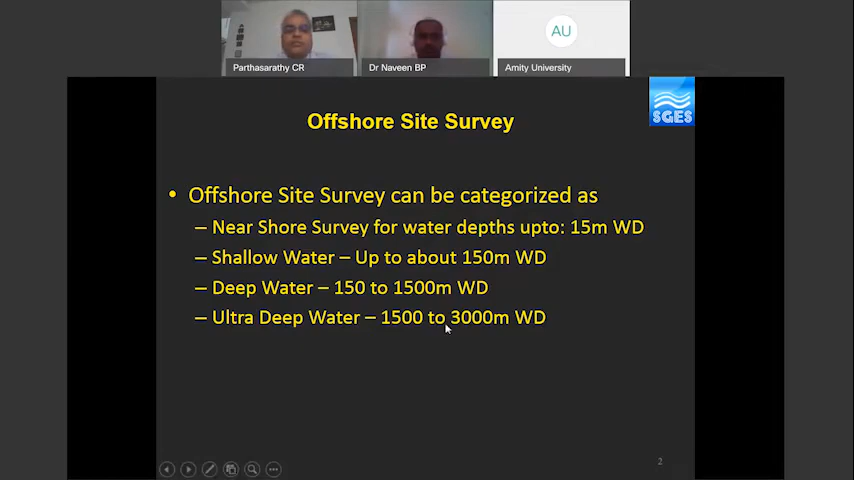 AU
Parthasarathy CR
Dr Naveen BP
Amity University
SGES
Offshore Site Survey
• Offshore Site Survey can be categorized as
– Near Shore Survey for water depths upto: 15m WD
– Shallow Water – Up to about 150m WD
– Deep Water – 150 to 1500m WD
– Ultra Deep Water – 1500 to 3000m WD
2